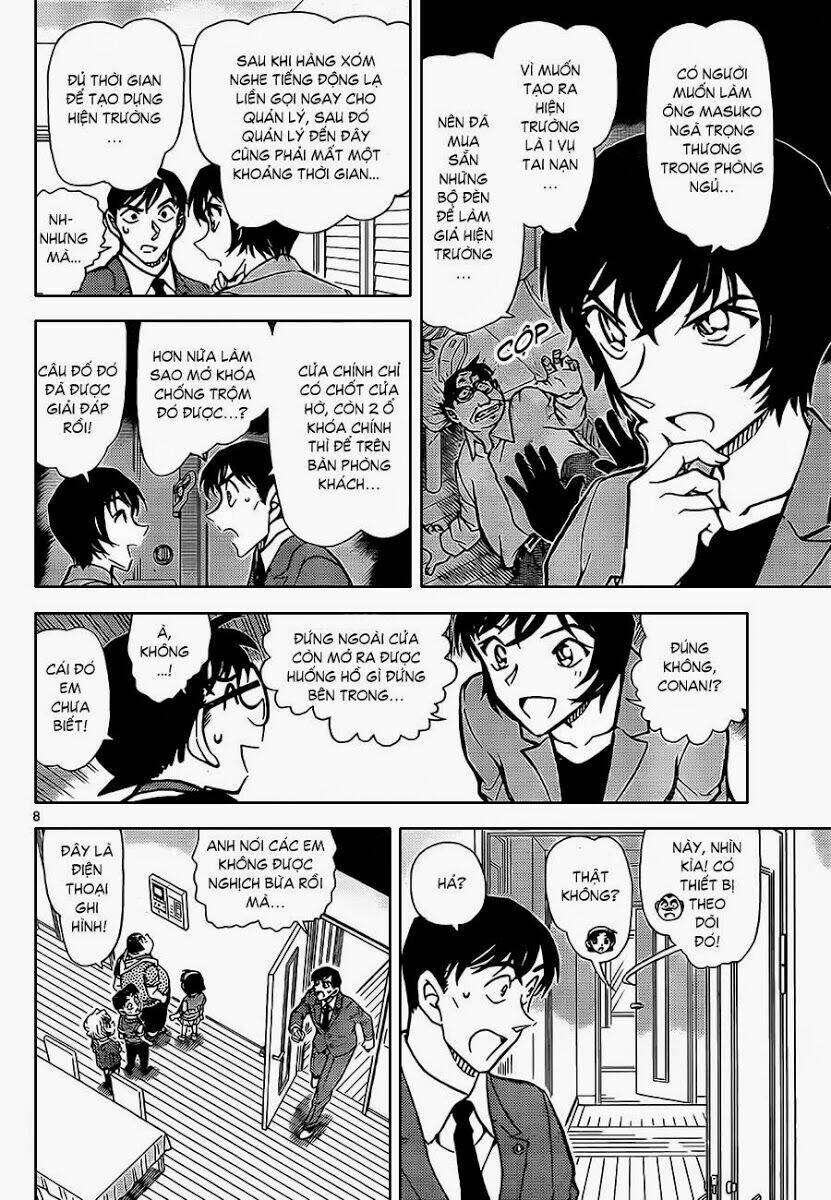 CÓ NGƯỜI
MUỐN LÀM
ÔNG MASUKO
NGÃ TRỌNG
THƯƠNG
TRONG PHÒNG
NGỦ...
VÌ MUỐN
TẠO RA
HIỆN
TRƯỜNG
LÀ 1 VỤ
TAI NẠN
...
NÊN ĐÃ
MUA
SẴN
NHỮNG
BỘ ĐÈN
ĐỂ LÀM
GIẢ HIỆN
TRƯỜNG
...
CỘP
SAU KHI HÀNG XÓM
NGHE TIẾNG ĐỘNG LẠ
LIỀN GỌI NGAY CHO
QUẢN LÝ, SAU ĐÓ
QUẢN LÝ ĐẾN ĐÂY
CŨNG PHẢI MẤT MỘT
KHOẢNG THỜI GIAN...
ĐỦ THỜI GIAN
ĐỂ TẠO DỰNG
HIỆN TRƯỜNG
...
NH-
NHƯNG
MÀ...
CỬA CHÍNH CHỈ
CÓ CHỐT CỬA
HỜ, CÒN 2 Ổ
KHÓA CHÍNH
THÌ ĐỂ TRÊN
BÀN PHÒNG
KHÁCH...
HƠN NỮA LÀM
SAO MỞ KHÓA
CHỐNG TRỘM
ĐÓ ĐƯỢC...?
CÂU ĐỐ ĐÓ
ĐÃ ĐƯỢC
GIẢI ĐÁP
RỒI!
ĐÚNG
KHÔNG,
CONAN!?
ĐỨNG NGOÀI CỬA
CÒN MỞ RA ĐƯỢC
HUỐNG HỒ GÌ ĐỨNG
BÊN TRONG...
À,
KHÔNG
...!
CÁI ĐÓ
EM
CHƯA
BIẾT!
8
NÀY, NHÌN
KÌA! CÓ
THIẾT BỊ
THEO
DÕI
ĐÓ!
THẬT
KHÔNG?
HẢ?
ANH NÓI CÁC EM
KHÔNG ĐƯỢC
NGHỊCH BỪA RỒI
MÀ...
ĐÂY LÀ
ĐIỆN
THOẠI
GHI
HÌNH!